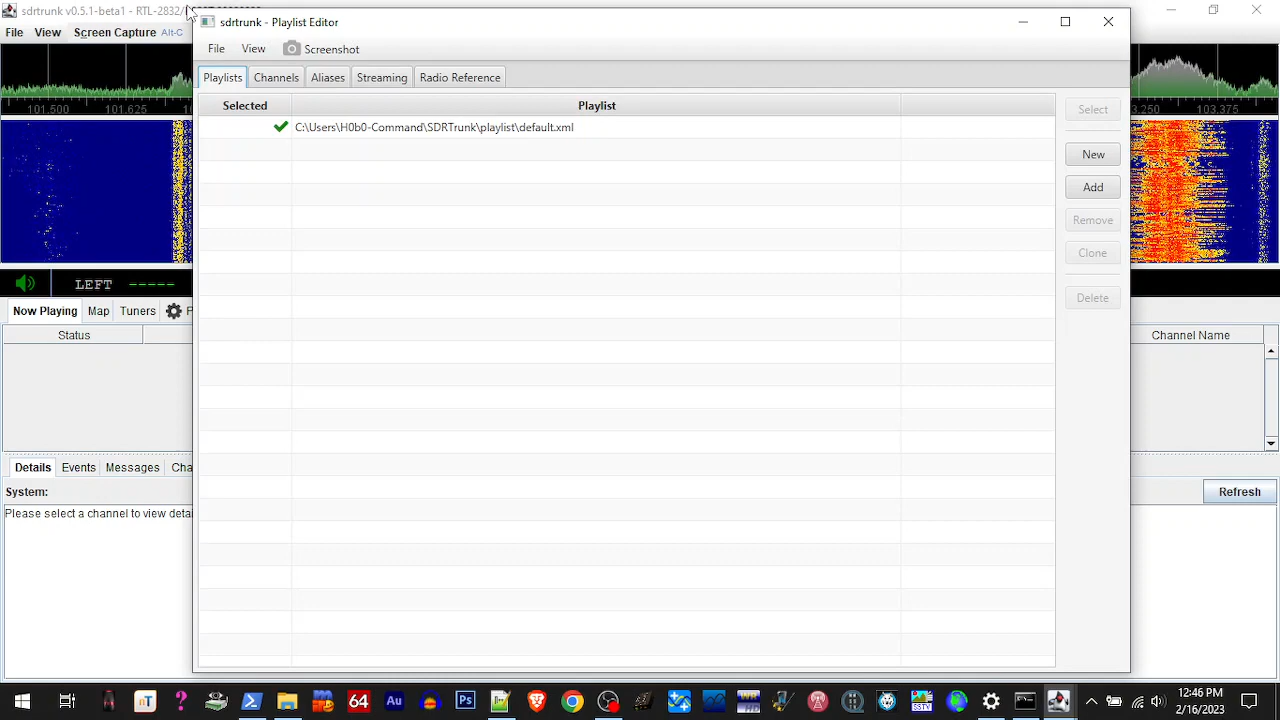 sdrtrunk v0.5.1-beta1 - RTL-2832/
File View Screen Capture Alt-C
101.500 101.625
LEFT -----
Now Playing Map Tuners
Status
Details Events Messages
System:
Please select a channel to view
sdrtrunk - Playlist Editor
File View Screenshot
Playlists Channels Aliases Streaming Radio Reference
Selected Playlist
C:\Users\H0b0-Command\SDRTrunk\playlist\default.xml
Select
New
Add
Remove
Clone
Delete
103.375
Channel Name
Refresh
nT
64
Au
Ps
12:46 PM
2/16/2023